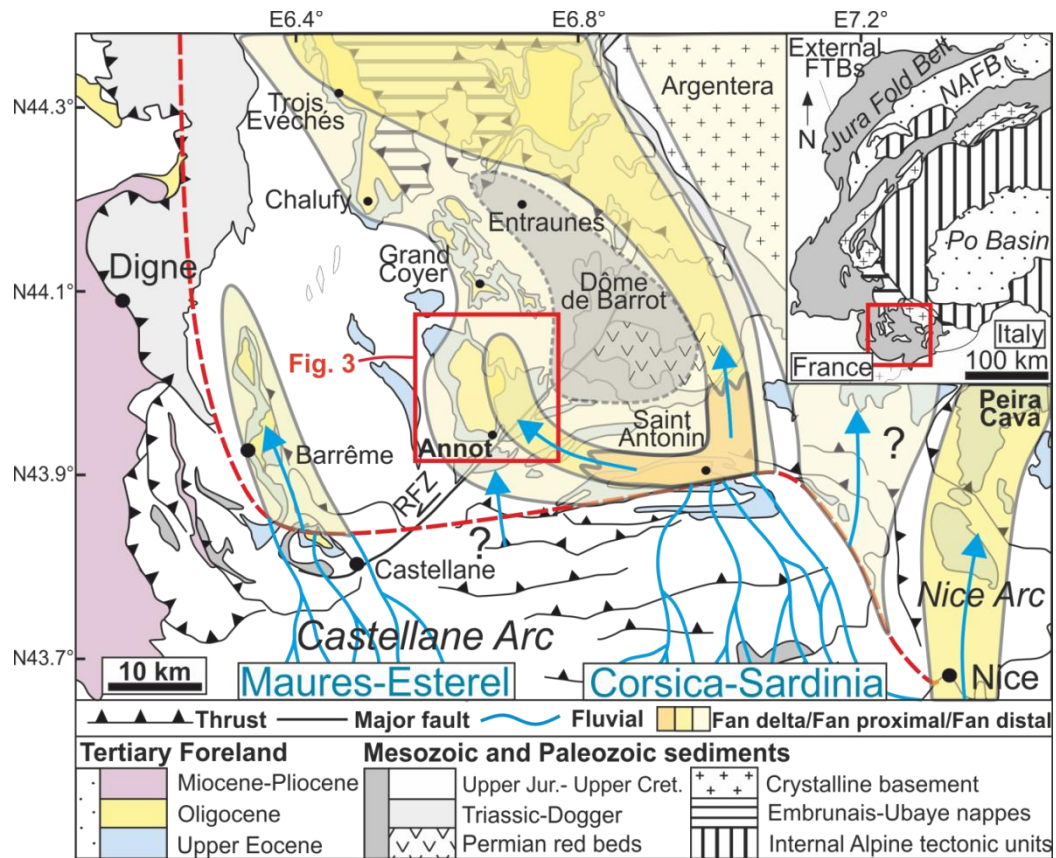 E6.4°
E6.8°
E7.2°
N44.3
N44.1
N43.9
N43.7
External
FTBs
N
Jura Fold Belt
NAFB
Po Basin
Italy
France
100 km
Argentera
Trois
Evêchés
Chalufy
Entraunes
Grand
Coyer
Dôme
de Barrot
Digne
Fig. 3
Saint
Antonin
Annot
Barrême
RFZ
?
?
Peira
Cava
Castellane
Castellane Arc
Nice Arc
Nice
10 km
Maures-Esterel
Corsica-Sardinia
Thrust
Major fault
Fluvial
Fan delta/Fan proximal/Fan distal
Tertiary Foreland
Miocene-Pliocene
Oligocene
Upper Eocene
Mesozoic and Paleozoic sediments
Upper Jur.- Upper Cret.
Triassic-Dogger
Permian red beds
Crystalline basement
Embrunais-Ubaye nappes
Internal Alpine tectonic units